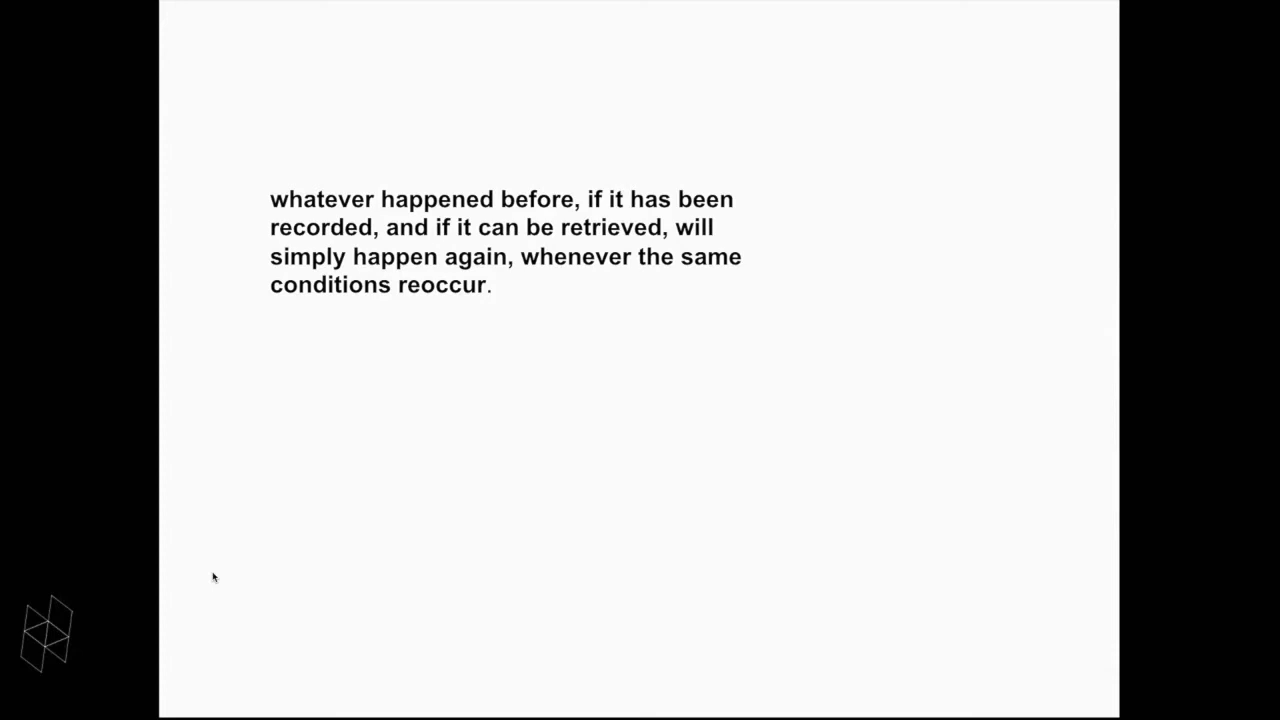 whatever happened before, if it has been
recorded, and if it can be retrieved, will
simply happen again, whenever the same
conditions reoccur.